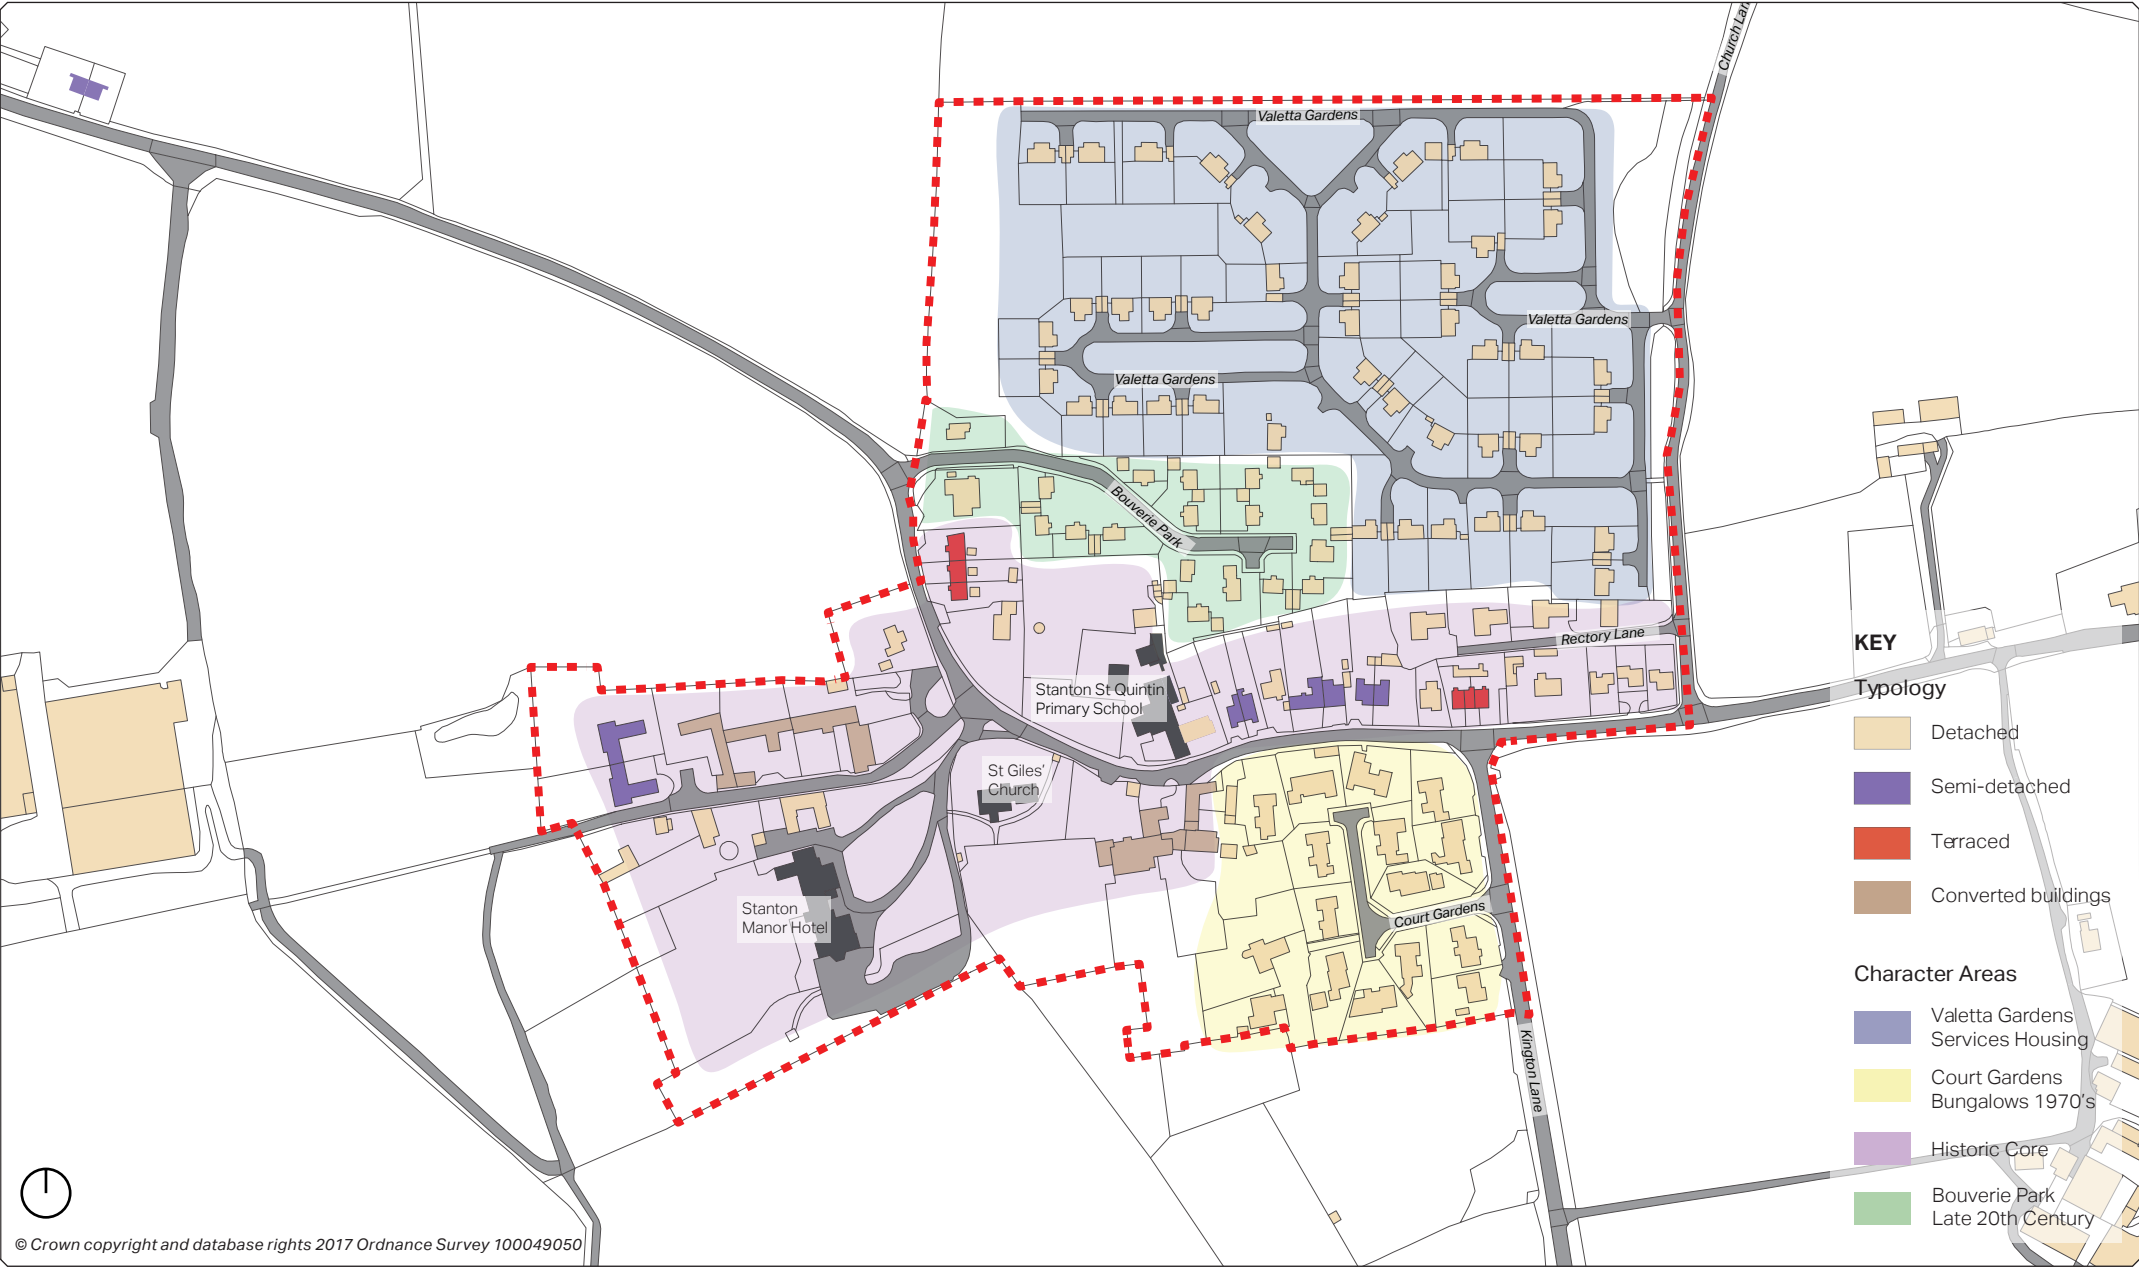 Church Lan
Valetta Gardens
Valetta Gardens
Valetta Gardens
Bouverie Park
Rectory Lane
Stanton St Quintin
Primary School
St Giles'
Church
Stanton
Manor Hotel
Court Gardens
Kington Lane
KEY
Typology
Detached
Semi-detached
Terraced
Converted buildings
Character Areas
Valetta Gardens
Services Housing
Court Gardens
Bungalows 1970's
Historic Core
Bouverie Park
Late 20th Century
© Crown copyright and database rights 2017 Ordnance Survey 100049050